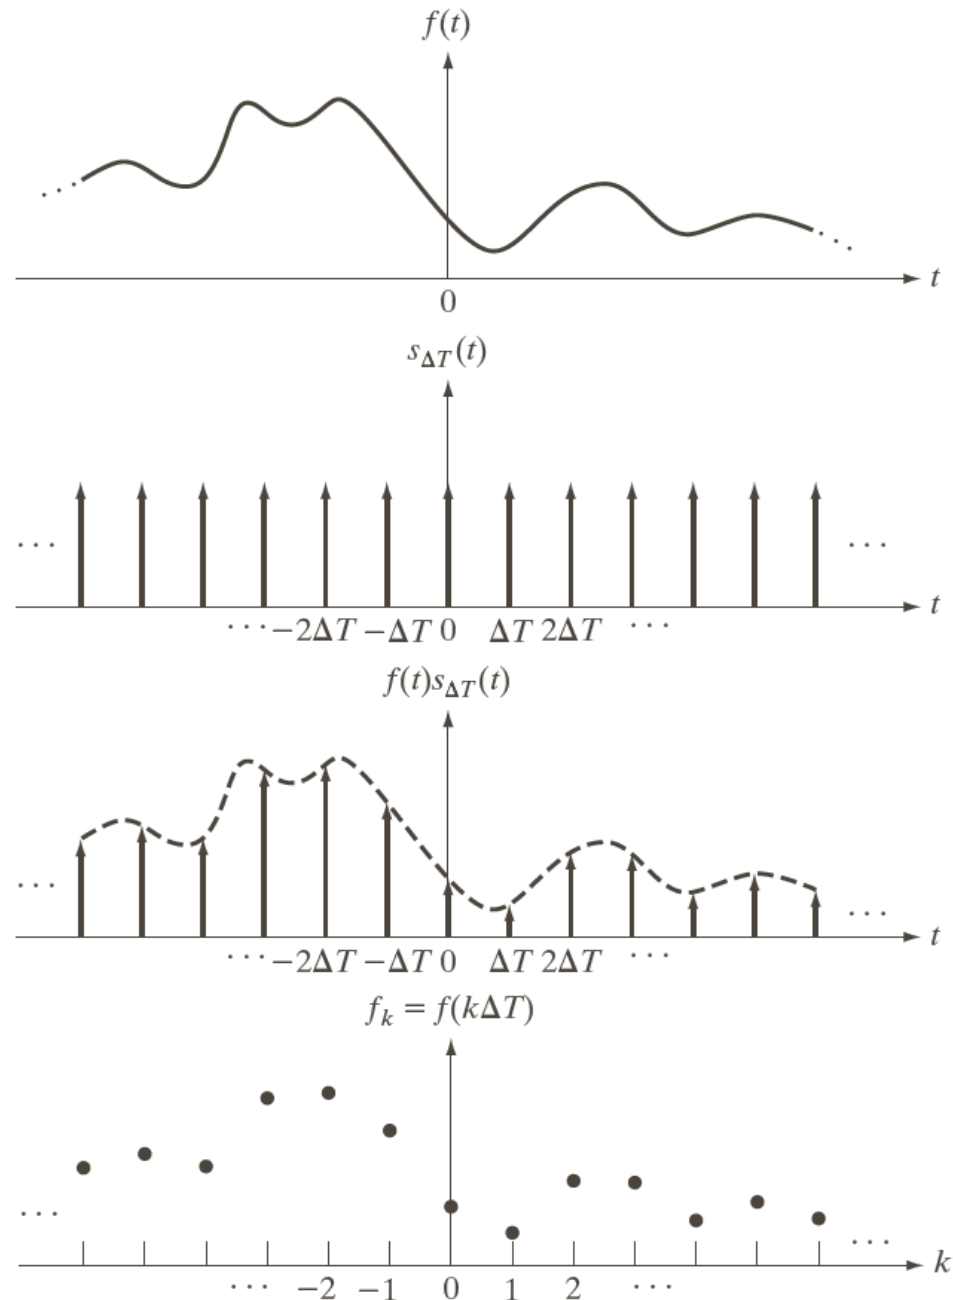 f(t)
t
0
s_ΔT(t)
· · ·
· · ·
t
· · · −2ΔT −ΔT 0 ΔT 2ΔT · · ·
f(t)s_ΔT(t)
· · ·
· · ·
t
· · · −2ΔT −ΔT 0 ΔT 2ΔT · · ·
f_k = f(kΔT)
· · ·
· · ·
k
· · · −2 −1 0 1 2 · · ·